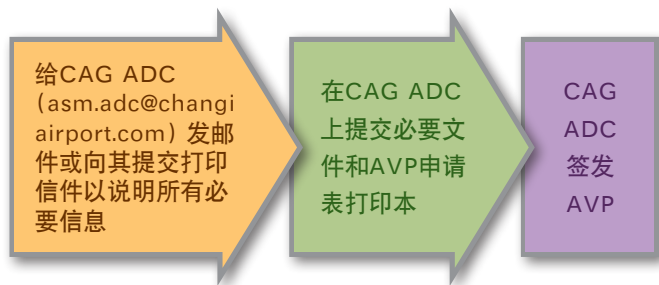 给CAG ADC
（asm.adc@changi
airport.com）发邮
件或向其提交打印
信件以说明所有必
要信息
在CAG ADC
上提交必要文
件和AVP申请
表打印本
CAG
ADC
签发
AVP